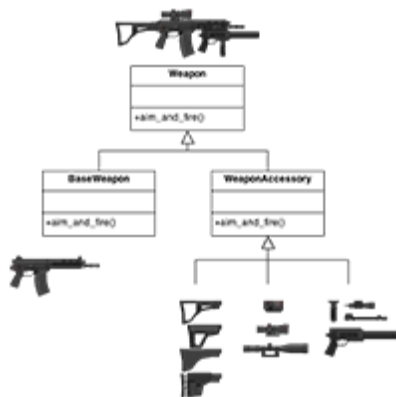 Weapon
+aim_and_fire()
BaseWeapon
WeaponAccessory
+aim_and_fire()
+aim_and_fire()